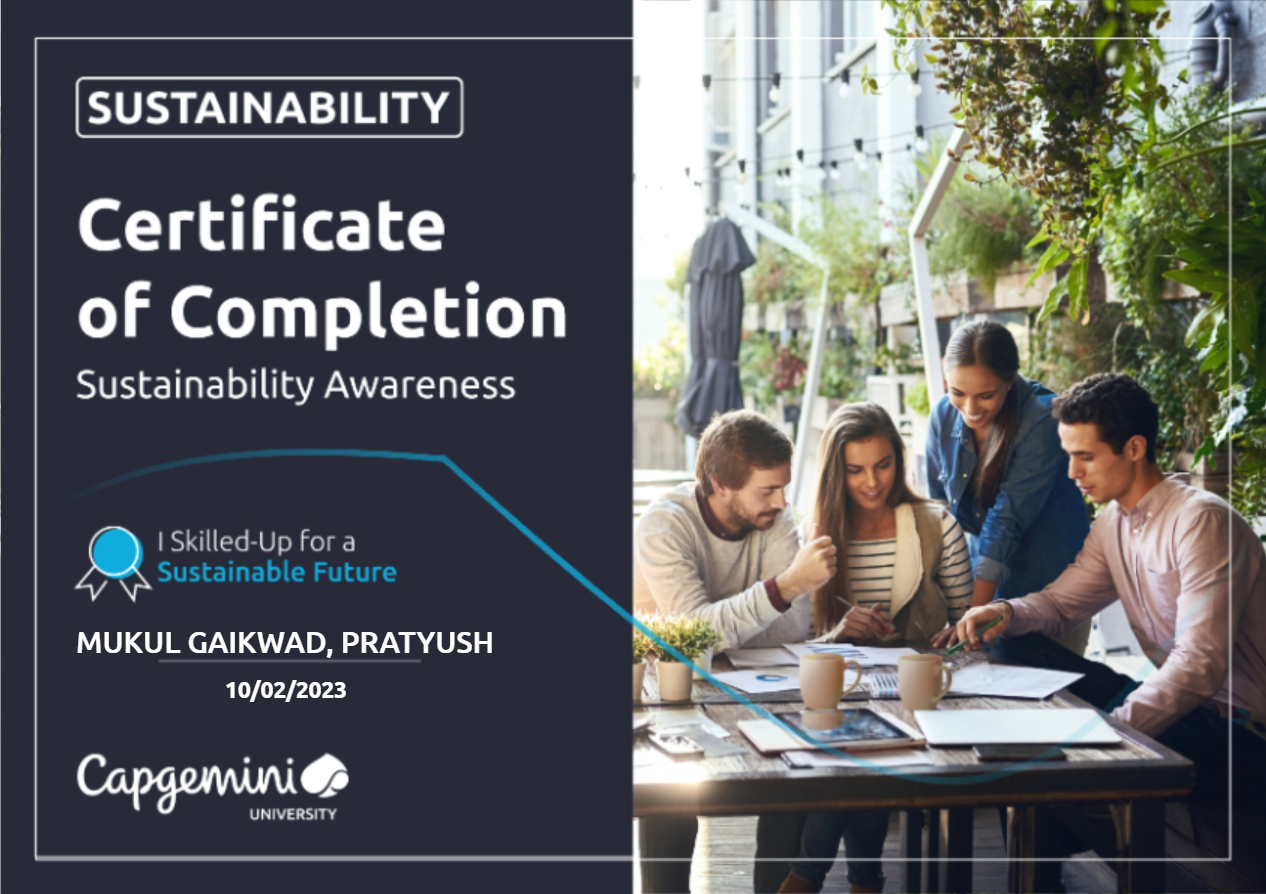 SUSTAINABILITY
Certificate
of Completion
Sustainability Awareness
I Skilled-Up for a
Sustainable Future
MUKUL GAIKWAD, PRATYUSH
10/02/2023
Capgemini
UNIVERSITY